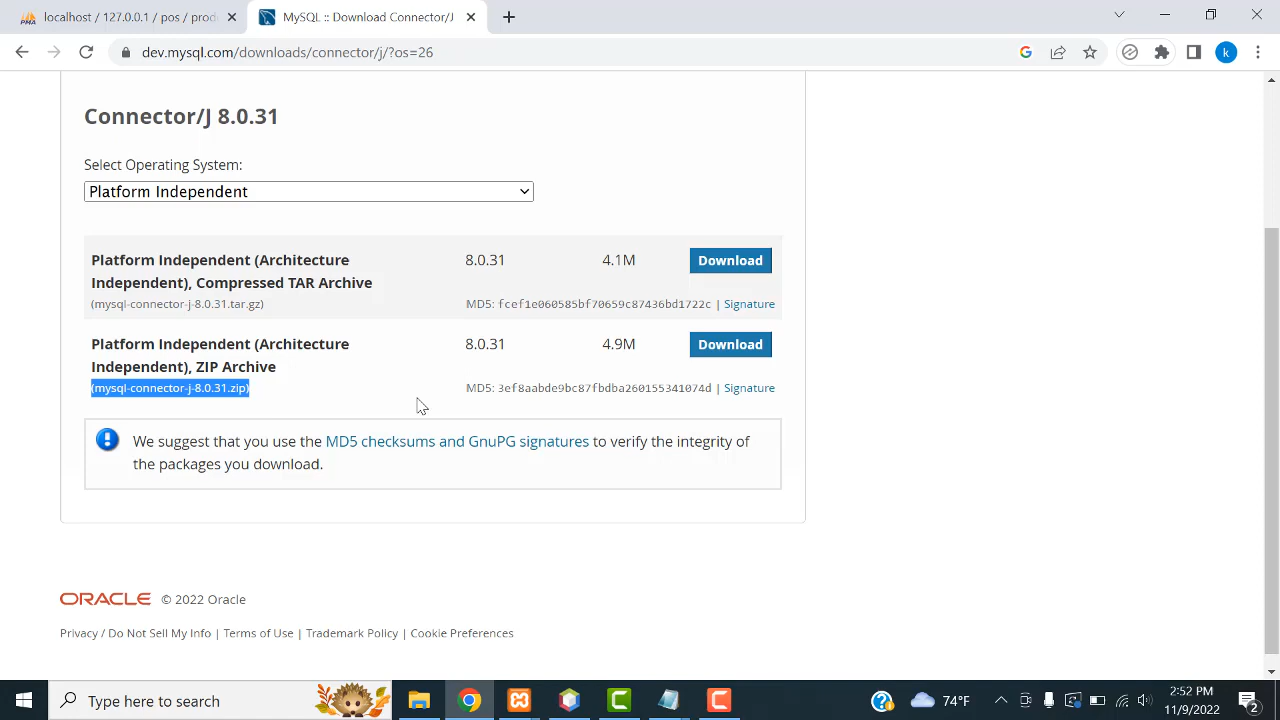 localhost / 127.0.0.1 / pos / prod
MySQL :: Download Connector/J
dev.mysql.com/downloads/connector/j/?os=26
k
Connector/J 8.0.31
Select Operating System:
Platform Independent
Platform Independent (Architecture 8.0.31 4.1M Download
Independent), Compressed TAR Archive
(mysql-connector-j-8.0.31.tar.gz) MD5: fcef1e060585bf70659c87436bd1722c | Signature
Platform Independent (Architecture 8.0.31 4.9M Download
Independent), ZIP Archive
(mysql-connector-j-8.0.31.zip) MD5: 3ef8aabde9bc87fbdba260155341074d | Signature
We suggest that you use the MD5 checksums and GnuPG signatures to verify the integrity of
the packages you download.
ORACLE © 2022 Oracle
Privacy / Do Not Sell My Info | Terms of Use | Trademark Policy | Cookie Preferences
Type here to search
74°F
2:52 PM
11/9/2022
2